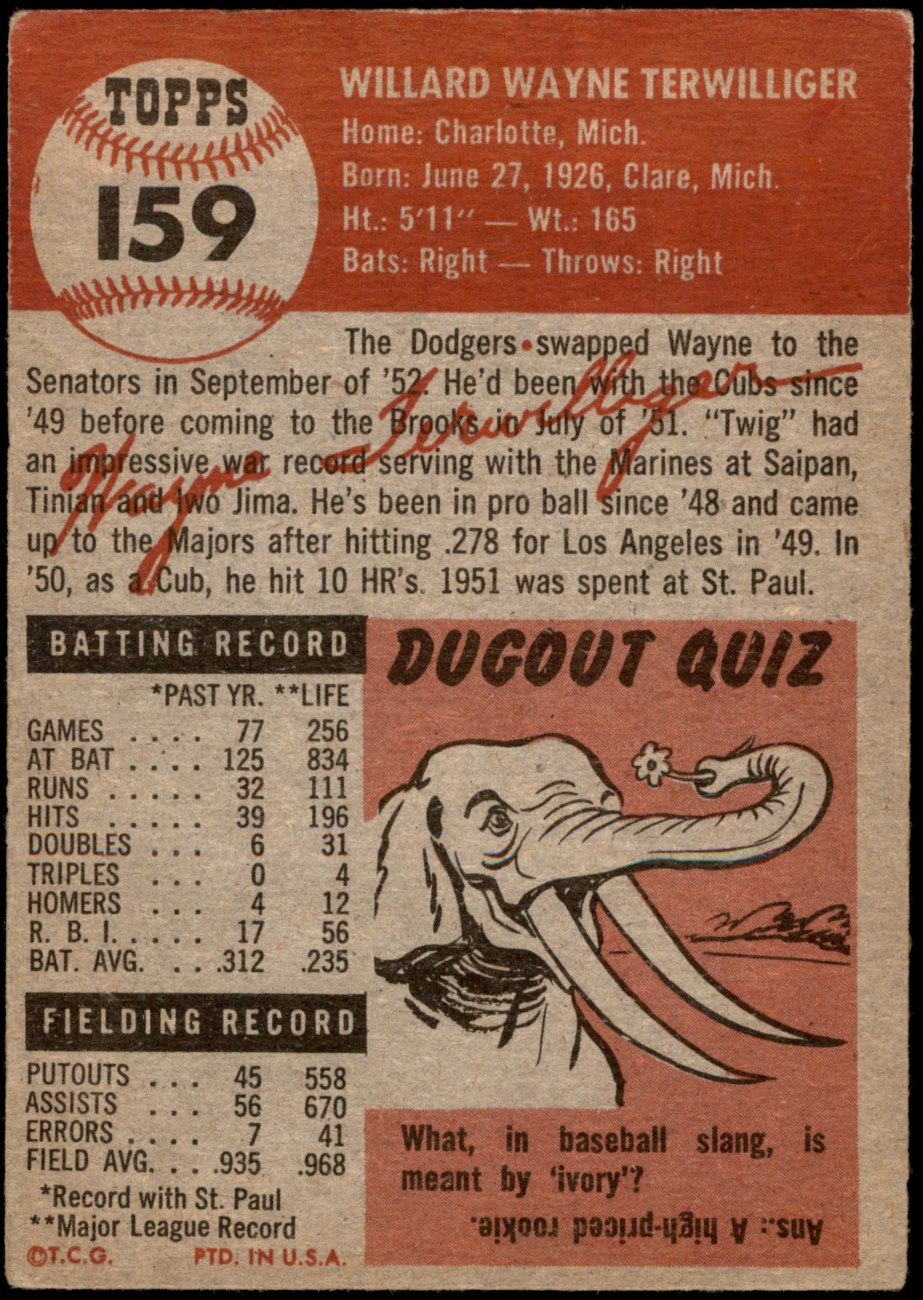 TOPPS
159
WILLARD WAYNE TERWILLIGER
Home: Charlotte, Mich.
Born: June 27, 1926, Clare, Mich.
Ht.: 5'11" — Wt.: 165
Bats: Right — Throws: Right
The Dodgers swapped Wayne to the
Senators in September of '52. He'd been with the Cubs since
'49 before coming to the Brooks in July of '51. "Twig" had
an impressive war record serving with the Marines at Saipan,
Tinian and Iwo Jima. He's been in pro ball since '48 and came
up to the Majors after hitting .278 for Los Angeles in '49. In
'50, as a Cub, he hit 10 HR's. 1951 was spent at St. Paul.
Wayne Terwilliger
BATTING RECORD
*PAST YR. **LIFE
GAMES . . . . 77 256
AT BAT . . . . 125 834
RUNS . . . . . 32 111
HITS . . . . . 39 196
DOUBLES . . . 6 31
TRIPLES . . . 0 4
HOMERS . . . 4 12
R. B. I. . . . . 17 56
BAT. AVG. . . .312 .235
FIELDING RECORD
PUTOUTS . . . 45 558
ASSISTS . . . 56 670
ERRORS . . . . 7 41
FIELD AVG. . . .935 .968
*Record with St. Paul
**Major League Record
©T.C.G. PTD. IN U.S.A.
DUGOUT QUIZ
What, in baseball slang, is
meant by 'ivory'?
Ans.: A high-priced rookie.